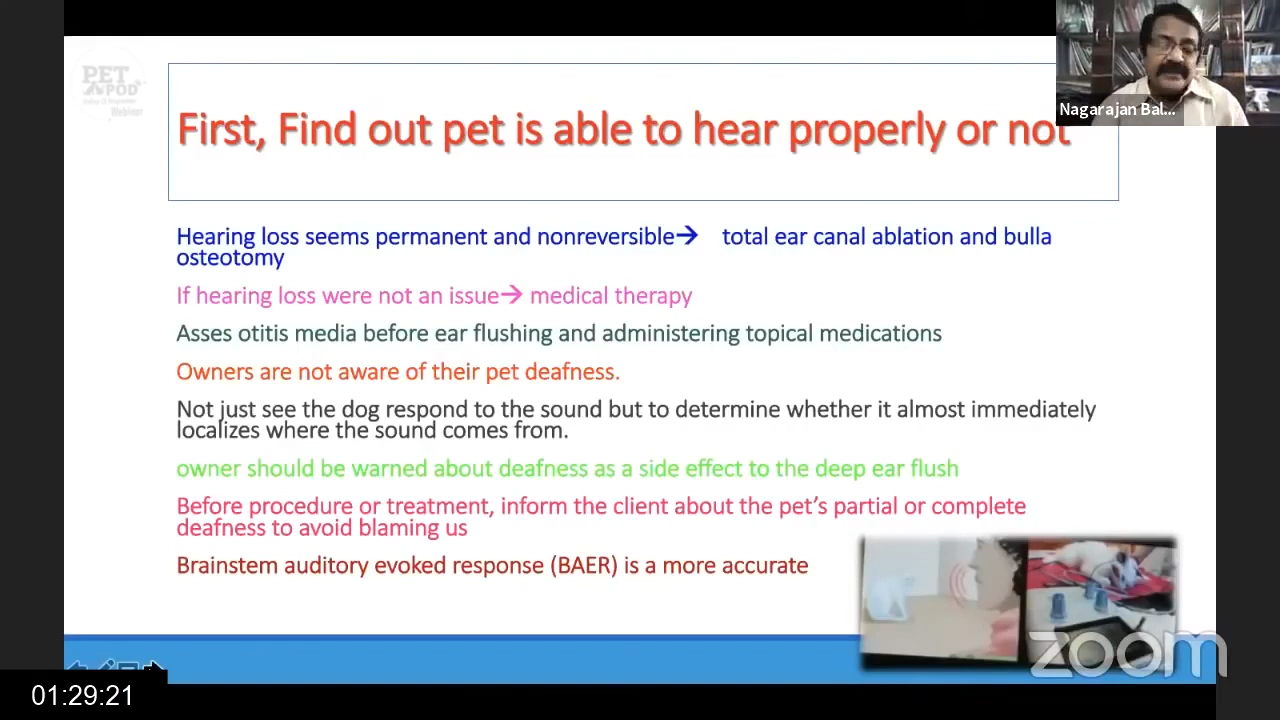 PET
POD
Webinar
Nagarajan Bal...
First, Find out pet is able to hear properly or not
Hearing loss seems permanent and nonreversible→ total ear canal ablation and bulla
osteotomy
If hearing loss were not an issue→ medical therapy
Asses otitis media before ear flushing and administering topical medications
Owners are not aware of their pet deafness.
Not just see the dog respond to the sound but to determine whether it almost immediately
localizes where the sound comes from.
owner should be warned about deafness as a side effect to the deep ear flush
Before procedure or treatment, inform the client about the pet’s partial or complete
deafness to avoid blaming us
Brainstem auditory evoked response (BAER) is a more accurate
zoom
01:29:21